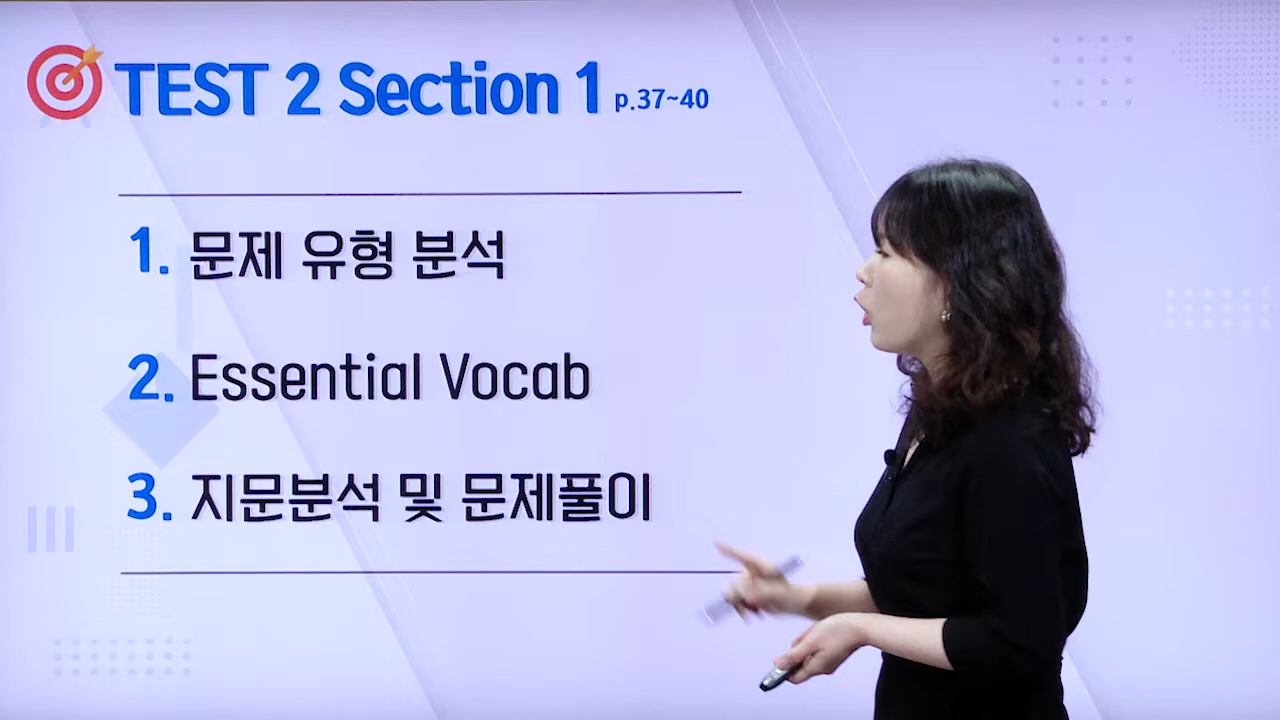 TEST 2 Section 1 p.37~40
1. 문제 유형 분석
2. Essential Vocab
3. 지문분석 및 문제풀이